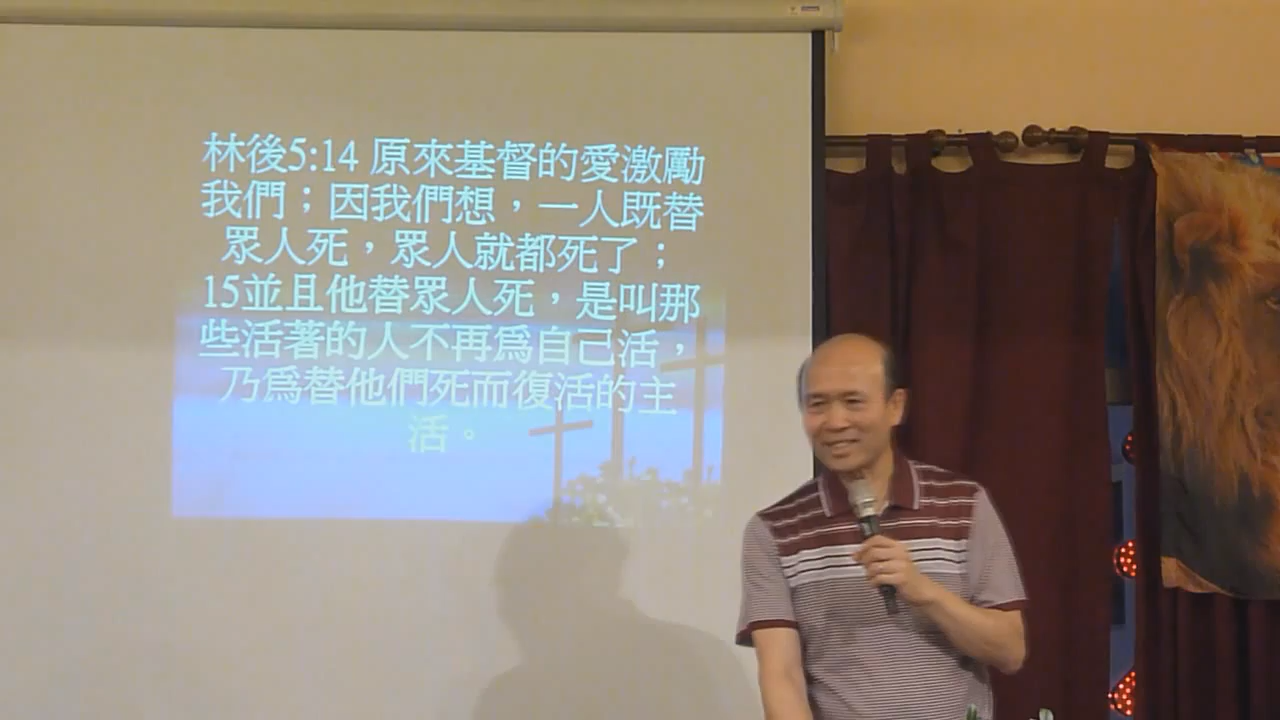 林後5:14 原來基督的愛激勵
我們；因我們想，一人既替
眾人死，眾人就都死了；
15並且他替眾人死，是叫那
些活著的人不再為自己活，
乃為替他們死而復活的主
活。